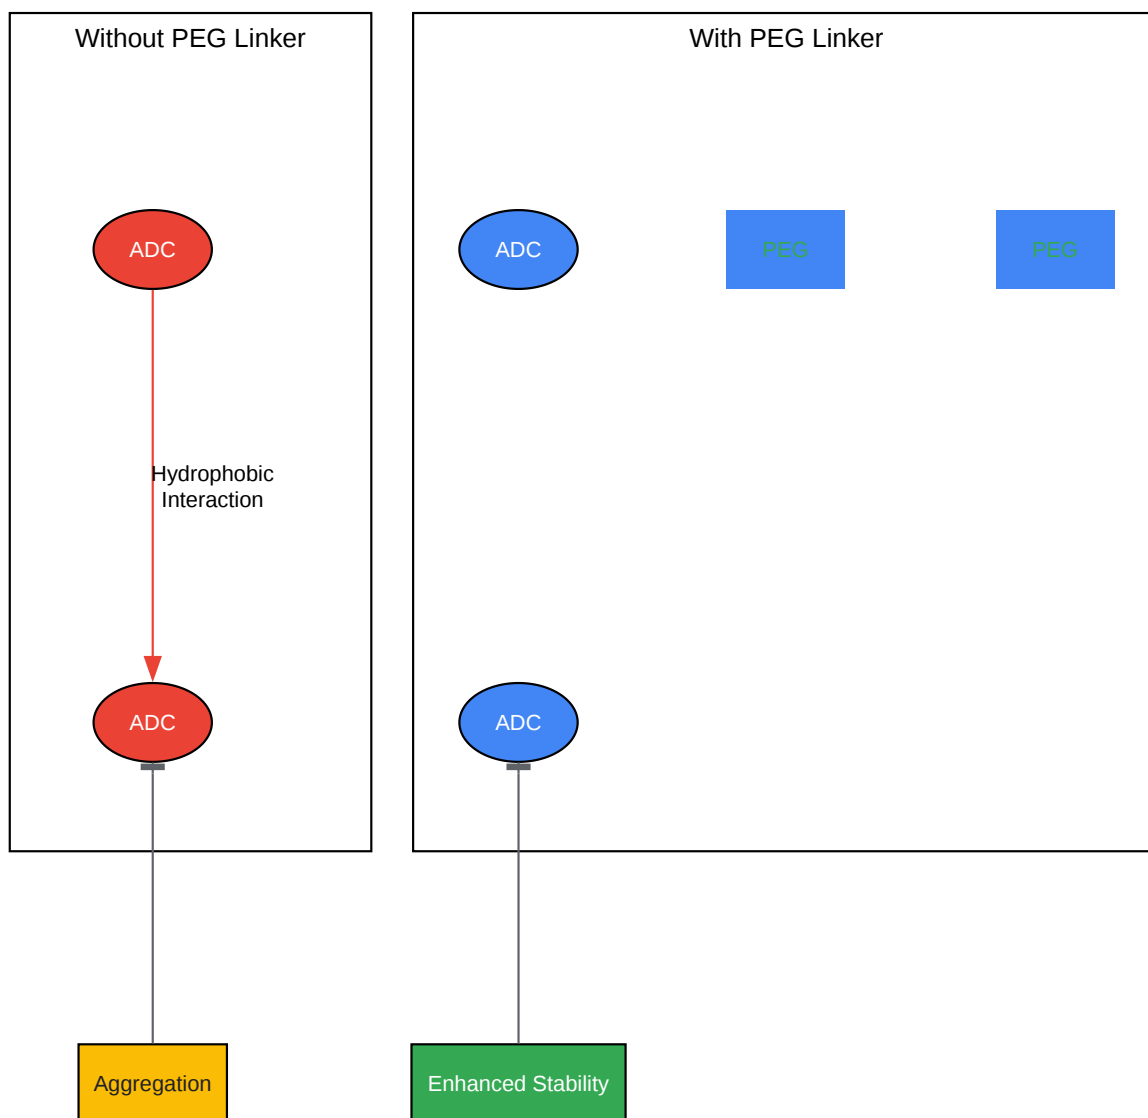 Without PEG Linker
With PEG Linker
ADC
ADC
PEG
PEG
Hydrophobic
Interaction
ADC
ADC
Aggregation
Enhanced Stability